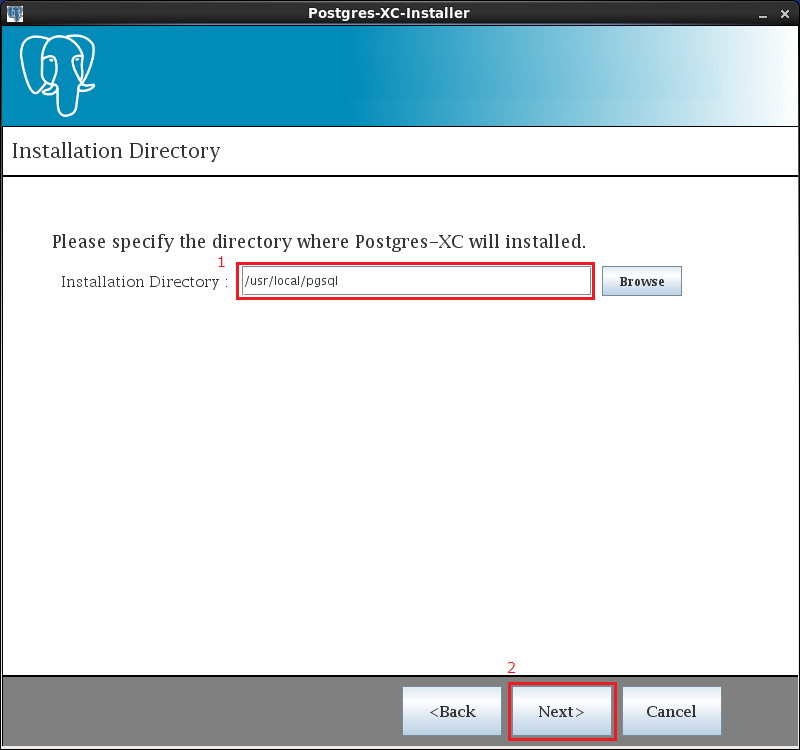 Postgres-XC-Installer
Installation Directory
Please specify the directory where Postgres-XC will installed.
1
Installation Directory : /usr/local/pgsql Browse
2
<Back Next> Cancel